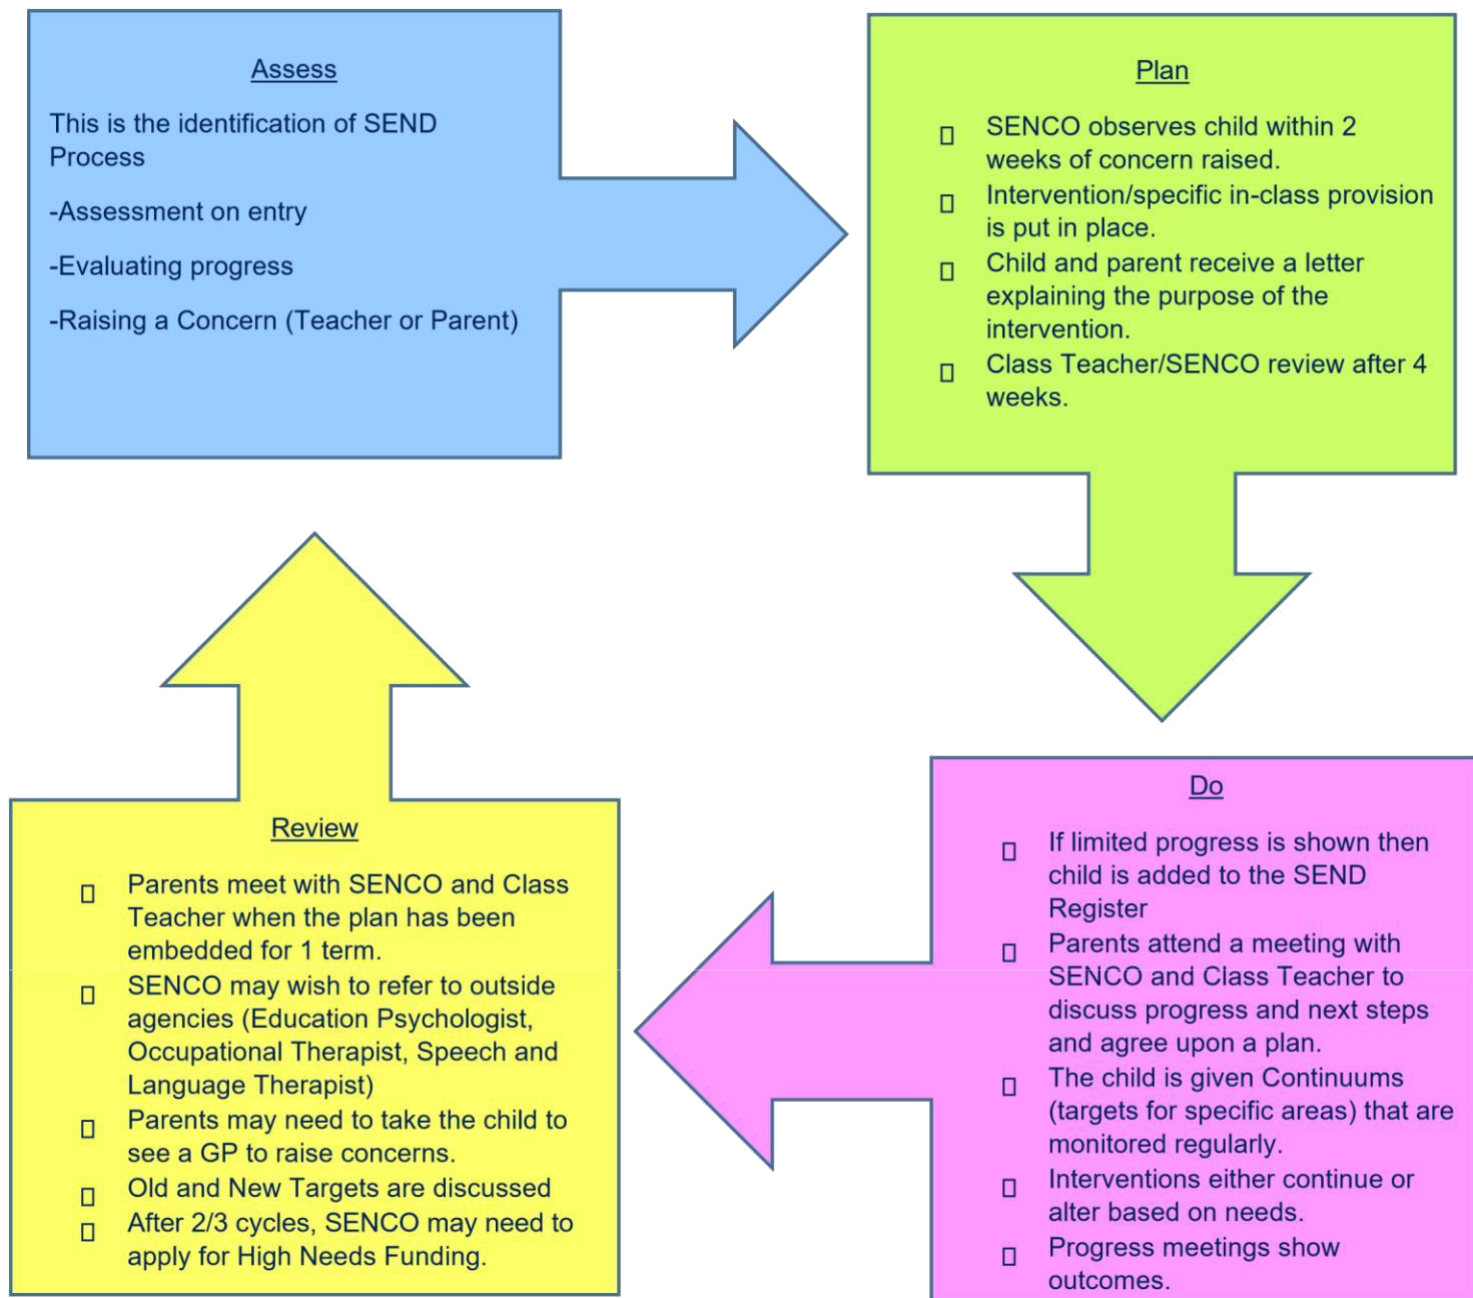 Assess
This is the identification of SEND
Process
-Assessment on entry
-Evaluating progress
-Raising a Concern (Teacher or Parent)
Plan
SENCO observes child within 2
weeks of concern raised.
Intervention/specific in-class provision
is put in place.
Child and parent receive a letter
explaining the purpose of the
intervention.
Class Teacher/SENCO review after 4
weeks.
Do
If limited progress is shown then
child is added to the SEND
Register
Parents attend a meeting with
SENCO and Class Teacher to
discuss progress and next steps
and agree upon a plan.
The child is given Continuums
(targets for specific areas) that are
monitored regularly.
Interventions either continue or
alter based on needs.
Progress meetings show
outcomes.
Review
Parents meet with SENCO and Class
Teacher when the plan has been
embedded for 1 term.
SENCO may wish to refer to outside
agencies (Education Psychologist,
Occupational Therapist, Speech and
Language Therapist)
Parents may need to take the child to
see a GP to raise concerns.
Old and New Targets are discussed
After 2/3 cycles, SENCO may need to
apply for High Needs Funding.